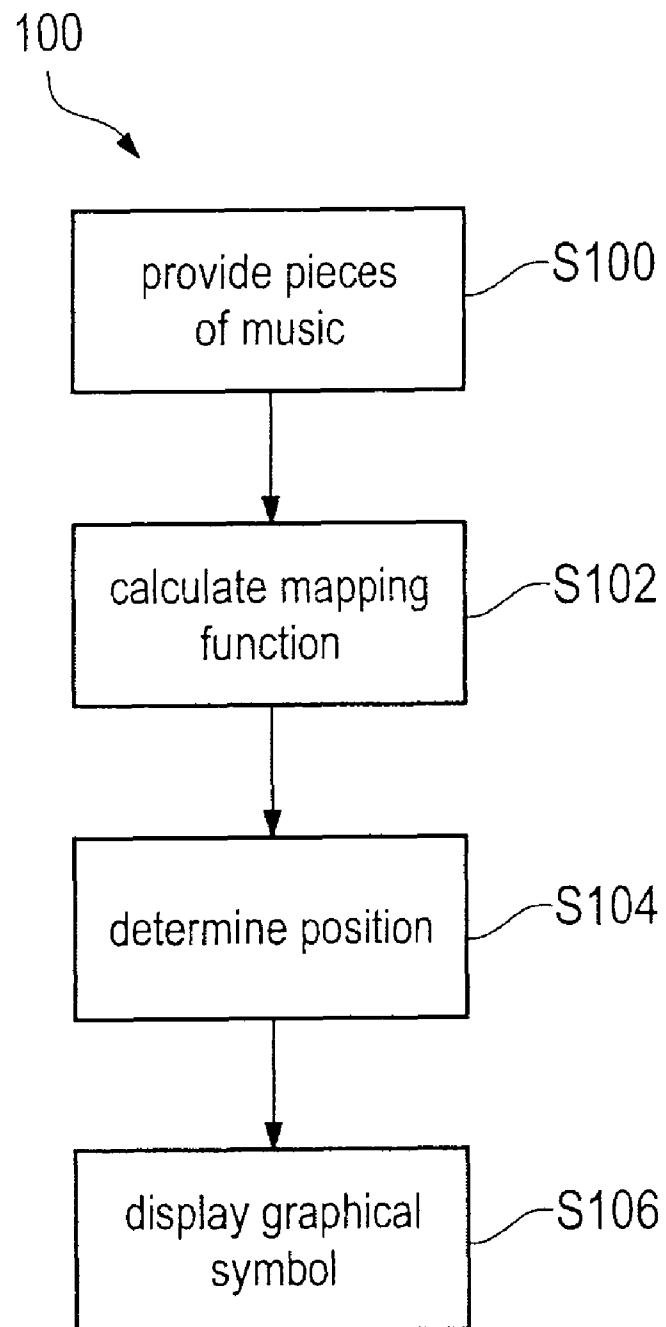 100
provide pieces
of music
S100
calculate mapping
function
S102
determine position
S104
display graphical
symbol
S106